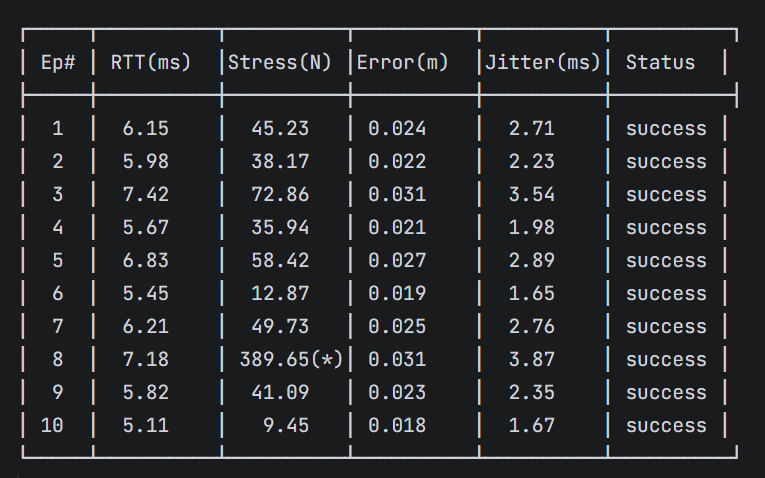 Ep# RTT(ms) Stress(N) Error(m) Jitter(ms) Status
1 6.15 45.23 0.024 2.71 success
2 5.98 38.17 0.022 2.23 success
3 7.42 72.86 0.031 3.54 success
4 5.67 35.94 0.021 1.98 success
5 6.83 58.42 0.027 2.89 success
6 5.45 12.87 0.019 1.65 success
7 6.21 49.73 0.025 2.76 success
8 7.18 389.65(*) 0.031 3.87 success
9 5.82 41.09 0.023 2.35 success
10 5.11 9.45 0.018 1.67 success